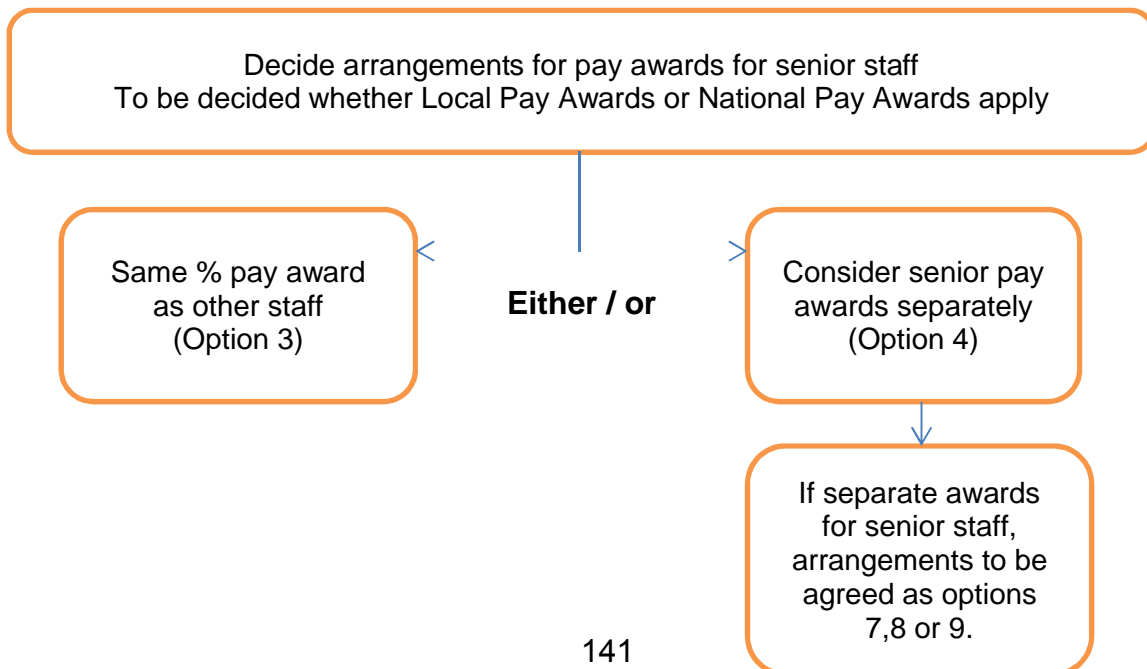 Decide arrangements for pay awards for senior staff
To be decided whether Local Pay Awards or National Pay Awards apply
Same % pay award
as other staff
(Option 3)
Either / or
Consider senior pay
awards separately
(Option 4)
If separate awards
for senior staff,
arrangements to be
agreed as options
7,8 or 9.
141